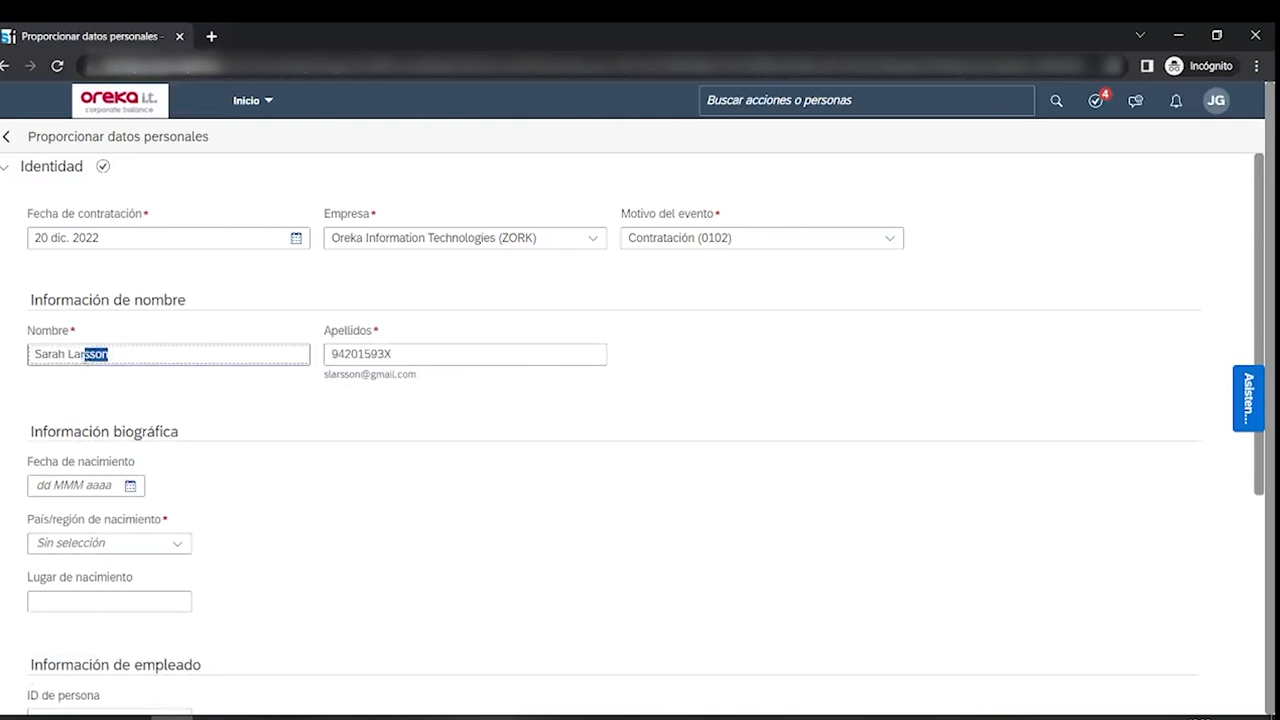 Proporcionar datos personales -
Incógnito
oreka i.t.
corporate balance
Inicio
Buscar acciones o personas
4
JG
Proporcionar datos personales
Identidad
Fecha de contratación*
Empresa*
Motivo del evento*
20 dic. 2022
Oreka Information Technologies (ZORK)
Contratación (0102)
Información de nombre
Nombre*
Apellidos*
Sarah Larsson
94201593X
slarsson@gmail.com
Asisten...
Información biográfica
Fecha de nacimiento
dd MMM aaaa
País/región de nacimiento*
Sin selección
Lugar de nacimiento
Información de empleado
ID de persona